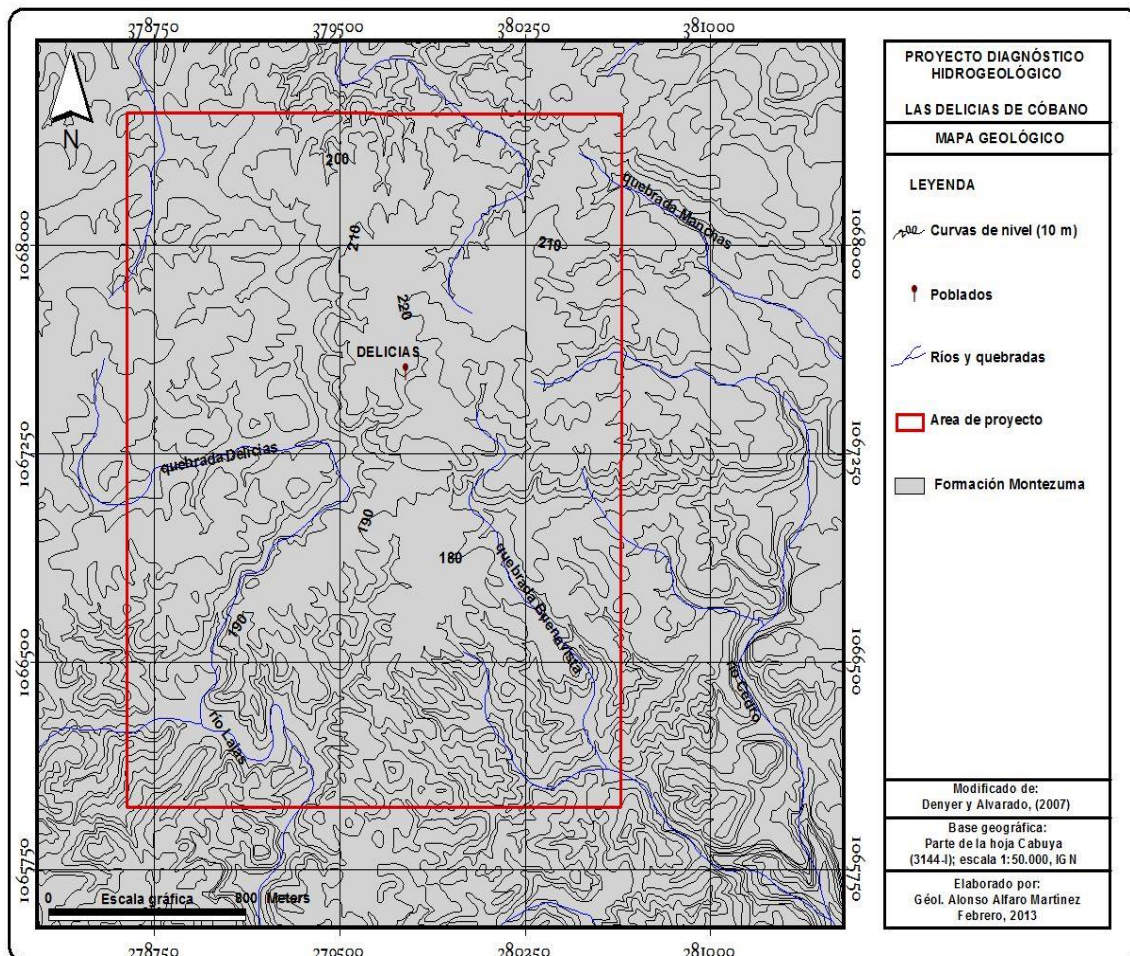 378750 379500 380250 381000
N
200
210
210
220
DELICIAS
quebrada Manchas
quebrada Delicias
190
180
190
quebrada Buenavista
río Lajas
río Cedro
1068000
1067250
1066500
1065750
1068000
1067250
1066500
1065750
0 Escala gráfica 800 Meters
378750 379500 380250 381000
PROYECTO DIAGNÓSTICO
HIDROGEOLÓGICO
LAS DELICIAS DE CÓBANO
MAPA GEOLÓGICO
LEYENDA
Curvas de nivel (10 m)
Poblados
Ríos y quebradas
Area de proyecto
Formación Montezuma
Modificado de:
Denyer y Alvarado, (2007)
Base geográfica:
Parte de la hoja Cabuya
(3144-I); escala 1:50.000, IGN
Elaborado por:
Géol. Alonso Alfaro Martínez
Febrero, 2013